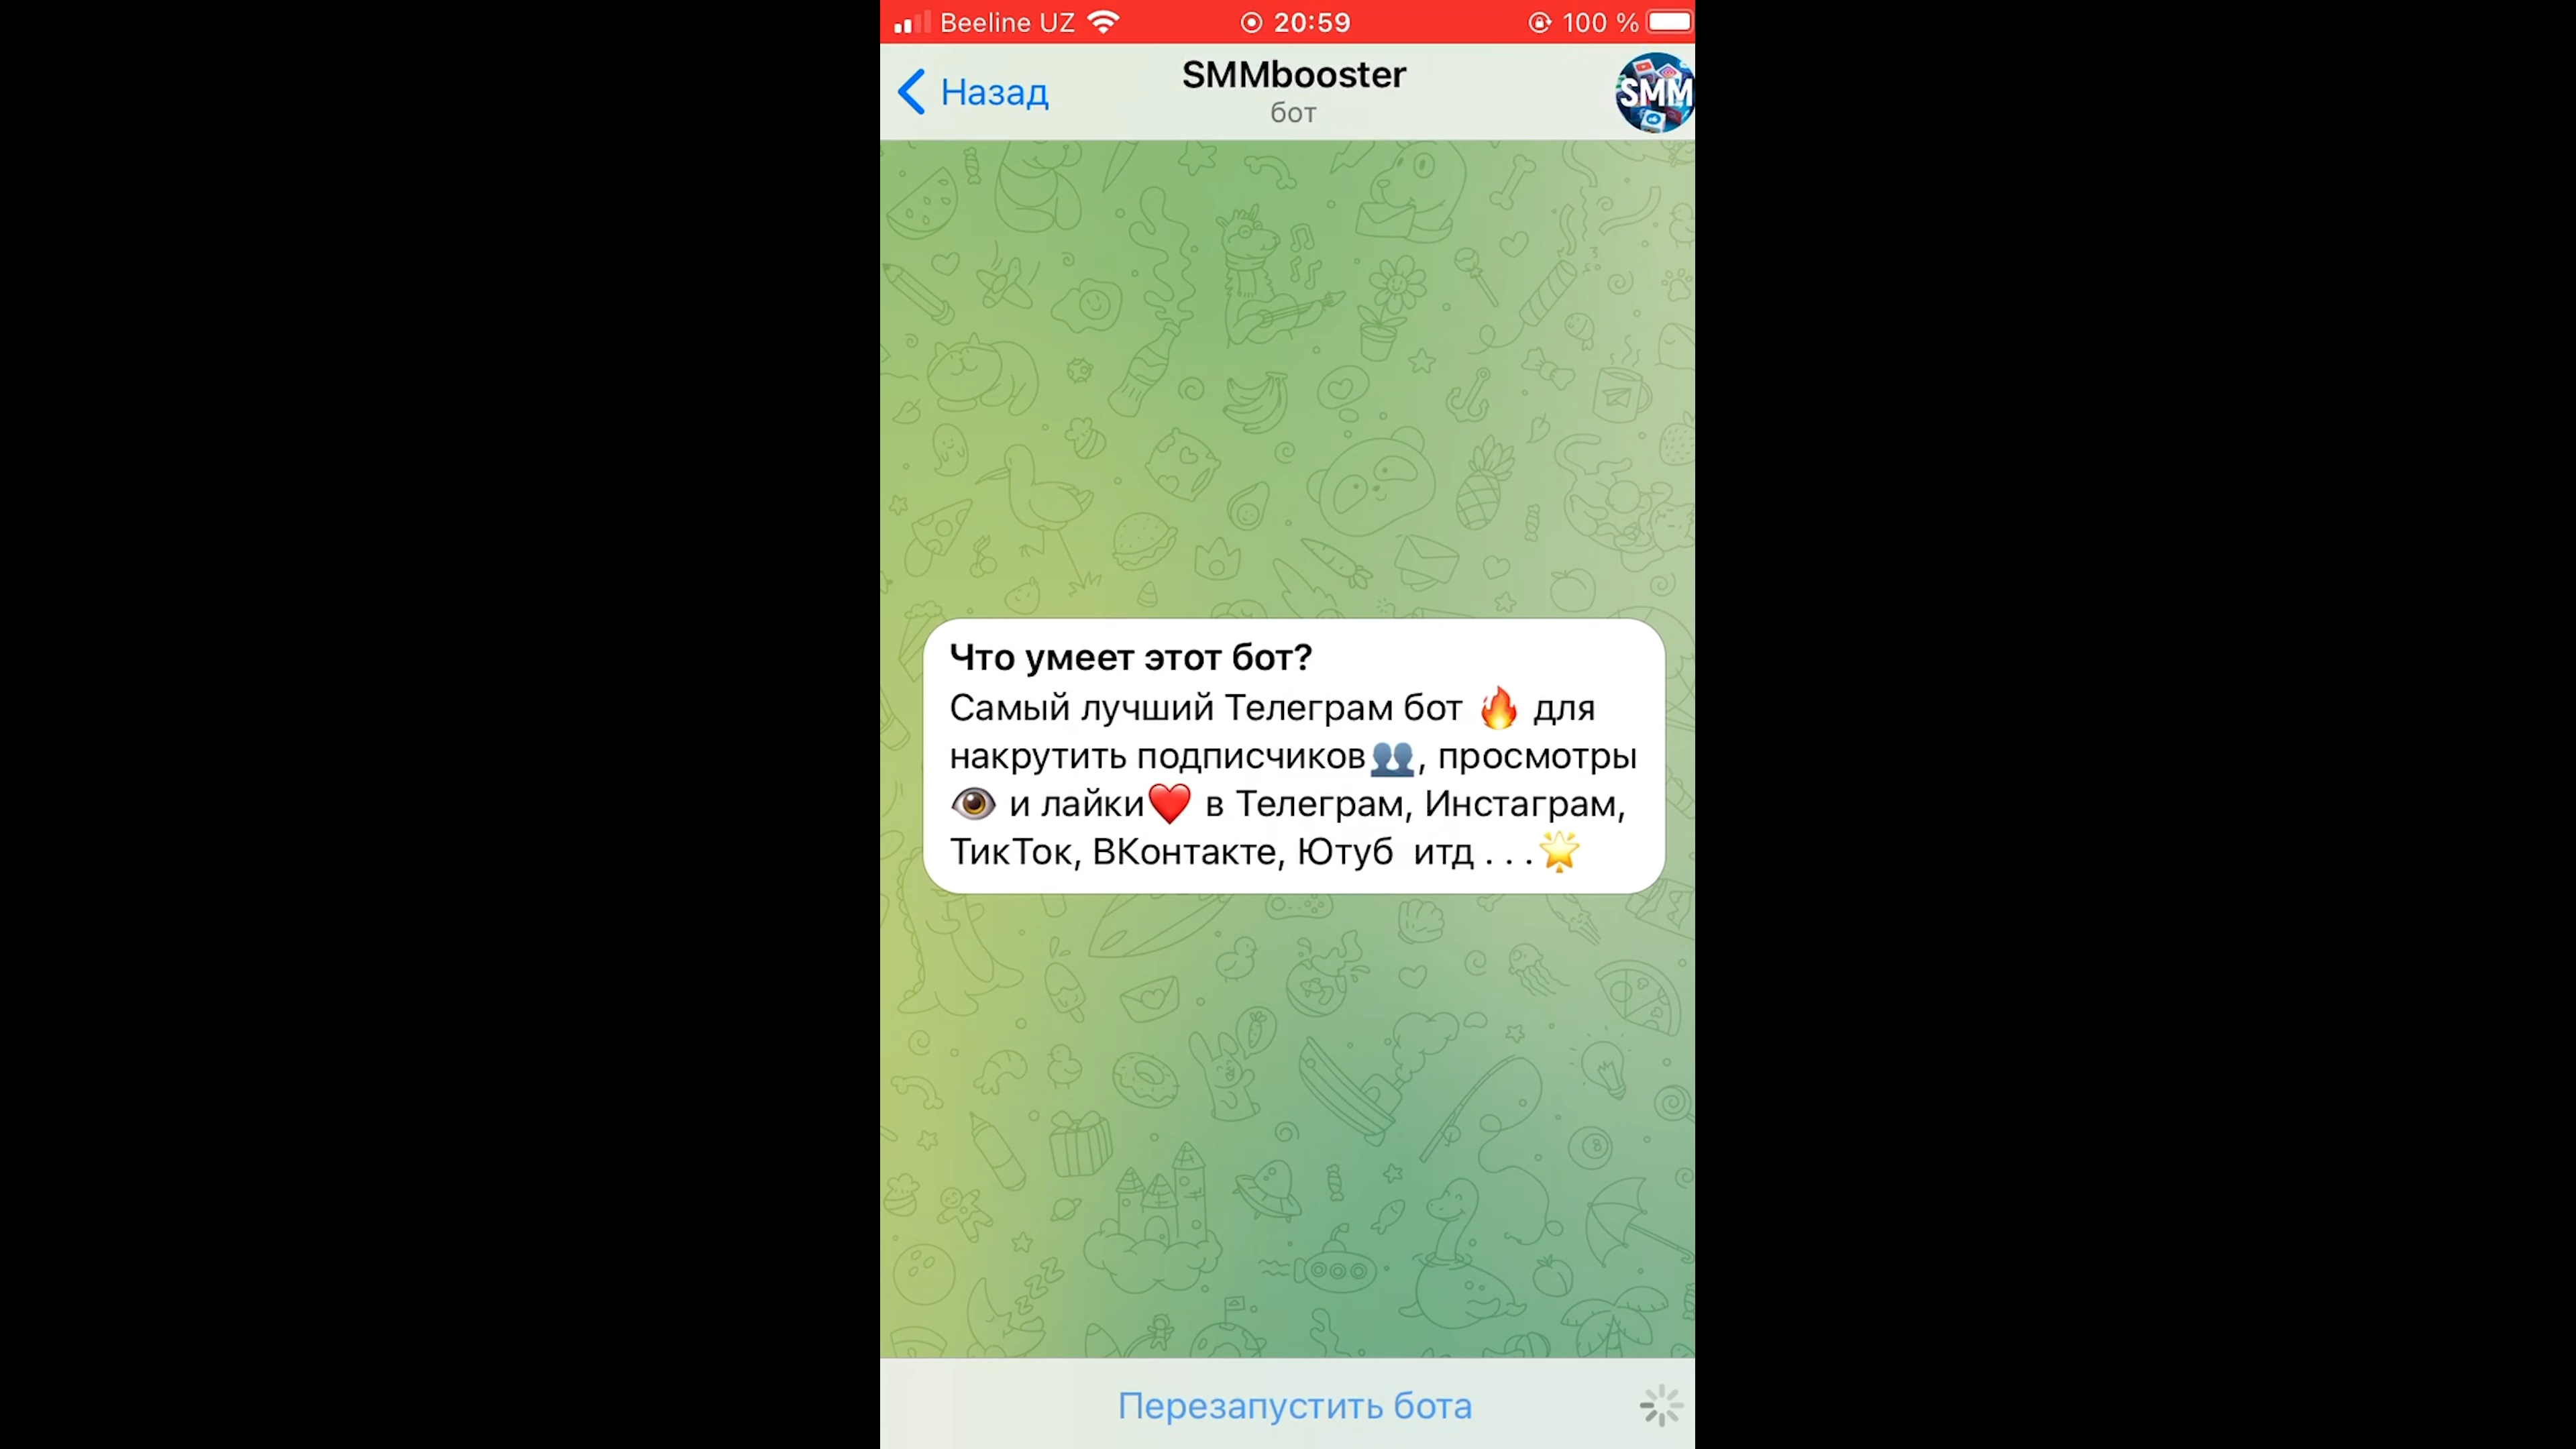 Beeline UZ 20:59 100 %
Назад SMMbooster SMM
бот
Что умеет этот бот?
Самый лучший Телеграм бот 🔥 для
накрутить подписчиков👥, просмотры
👁 и лайки❤️ в Телеграм, Инстаграм,
ТикТок, ВКонтакте, Ютуб итд . . .🌟
Перезапустить бота